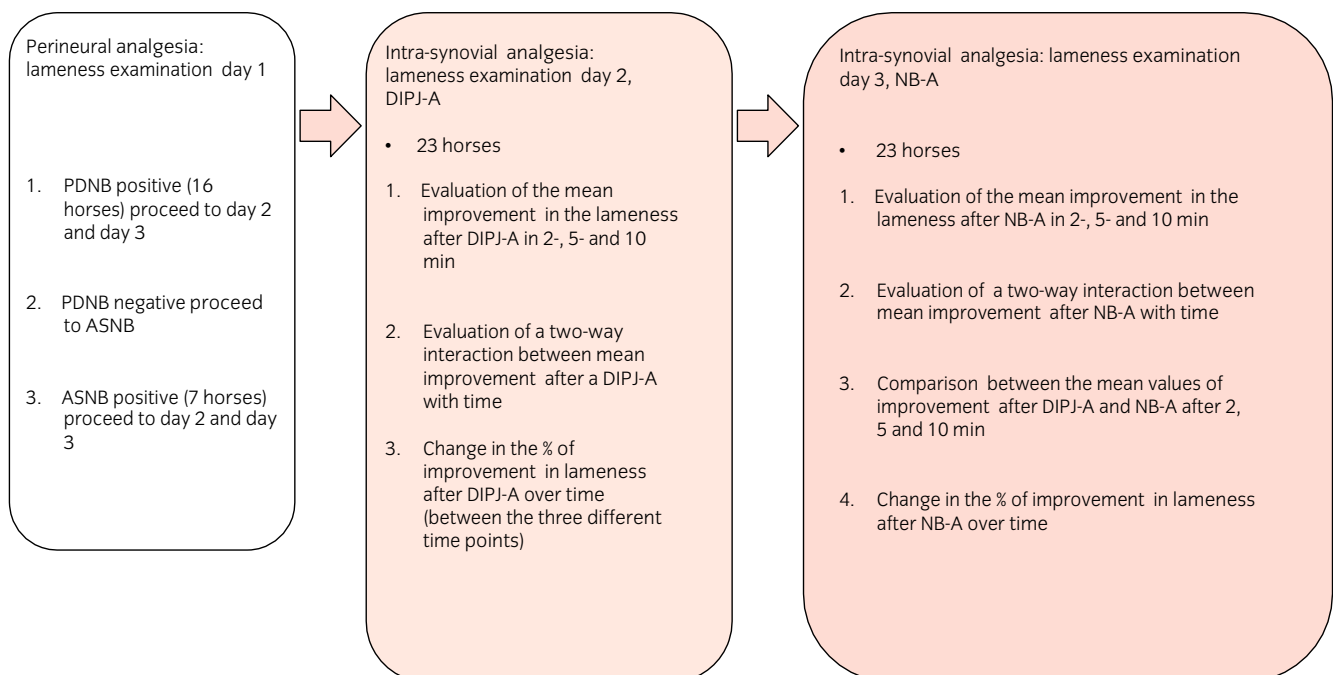 Perineural analgesia:
lameness examination day 1
1. PDNB positive (16
horses) proceed to day 2
and day 3
2. PDNB negative proceed
to ASNB
3. ASNB positive (7 horses)
proceed to day 2 and day
3
Intra-synovial analgesia:
lameness examination day 2,
DIPJ-A
• 23 horses
1. Evaluation of the mean
improvement in the lameness
after DIPJ-A in 2-, 5- and 10
min
2. Evaluation of a two-way
interaction between mean
improvement after a DIPJ-A
with time
3. Change in the % of
improvement in lameness
after DIPJ-A over time
(between the three different
time points)
Intra-synovial analgesia: lameness examination
day 3, NB-A
• 23 horses
1. Evaluation of the mean improvement in the
lameness after NB-A in 2-, 5- and 10 min
2. Evaluation of a two-way interaction between
mean improvement after NB-A with time
3. Comparison between the mean values of
improvement after DIPJ-A and NB-A after 2,
5 and 10 min
4. Change in the % of improvement in lameness
after NB-A over time